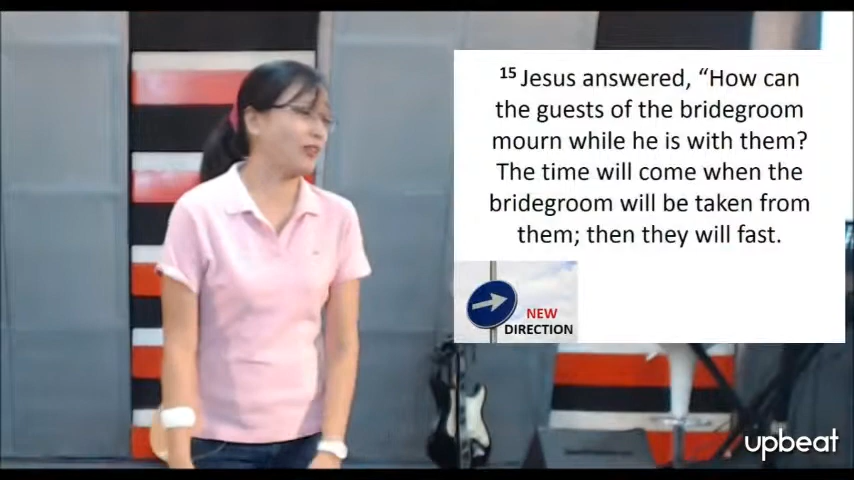 15 Jesus answered, “How can
the guests of the bridegroom
mourn while he is with them?
The time will come when the
bridegroom will be taken from
them; then they will fast.
NEW
DIRECTION
upbeat